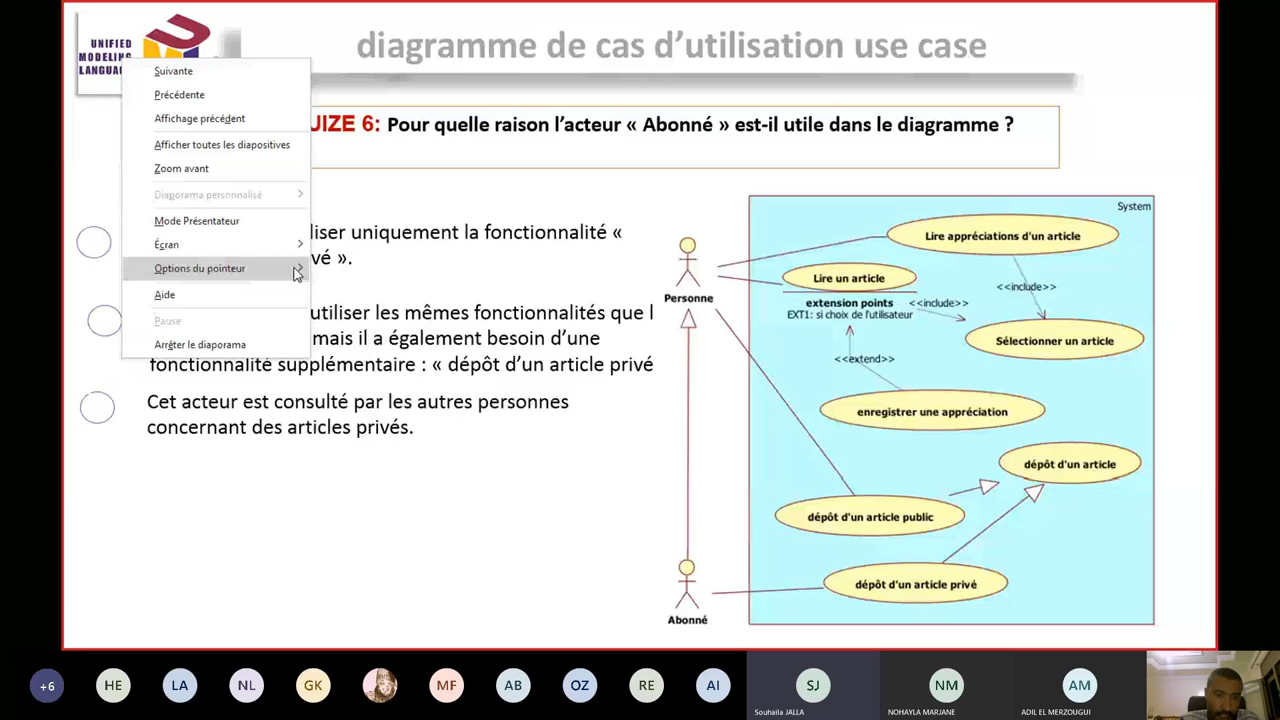 UNIFIED
MODELING
LANGUAGE
diagramme de cas d’utilisation use case
UIZE 6: Pour quelle raison l’acteur « Abonné » est-il utile dans le diagramme ?
Suivante
Précédente
Affichage précédent
Afficher toutes les diapositives
Zoom avant
Diaporama personnalisé
Mode Présentateur
Écran
Options du pointeur
Aide
Pause
Arrêter le diaporama
liser uniquement la fonctionnalité «
vé ».
utiliser les mêmes fonctionnalités que l
mais il a également besoin d’une
fonctionnalité supplémentaire : « dépôt d’un article privé
Cet acteur est consulté par les autres personnes
concernant des articles privés.
System
Lire appréciations d'un article
Lire un article
extension points
EXT1: si choix de l'utilisateur
<<include>>
<<include>>
Personne
Sélectionner un article
<<extend>>
enregistrer une appréciation
dépôt d'un article
dépôt d'un article public
dépôt d'un article privé
Abonné
+6
HE
LA
NL
GK
MF
AB
OZ
RE
AI
SJ
NM
AM
Souhaila JALLA
NOHAYLA MARJANE
ADIL EL MERZOUGUI